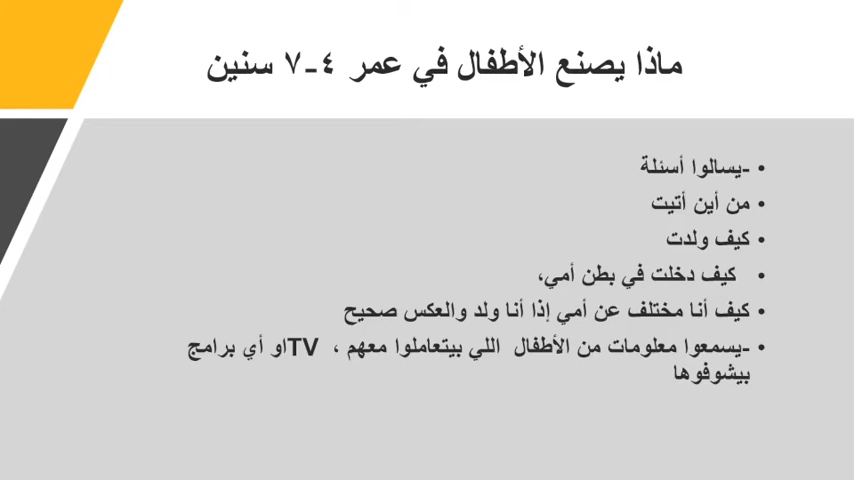 ماذا يصنع الأطفال في عمر ٤-٧ سنين
• -يسالوا أسئلة
• من أين أتيت
• كيف ولدت
• كيف دخلت في بطن أمي،
• كيف أنا مختلف عن أمي إذا أنا ولد والعكس صحيح
• -يسمعوا معلومات من الأطفال اللي بيتعاملوا معهم ، TVاو أي برامج
بيشوفوها